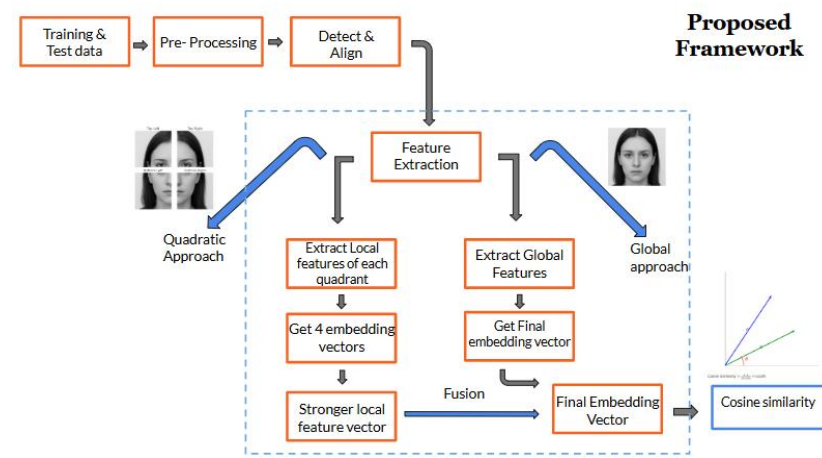 Proposed
Framework
Training &
Test data
Pre- Processing
Detect &
Align
Feature
Extraction
Quadratic
Approach
Global
approach
Extract Local
features of each
quadrant
Extract Global
Features
Get 4 embedding
vectors
Get Final
embedding vector
Stronger local
feature vector
Fusion
Final Embedding
Vector
Cosine similarity